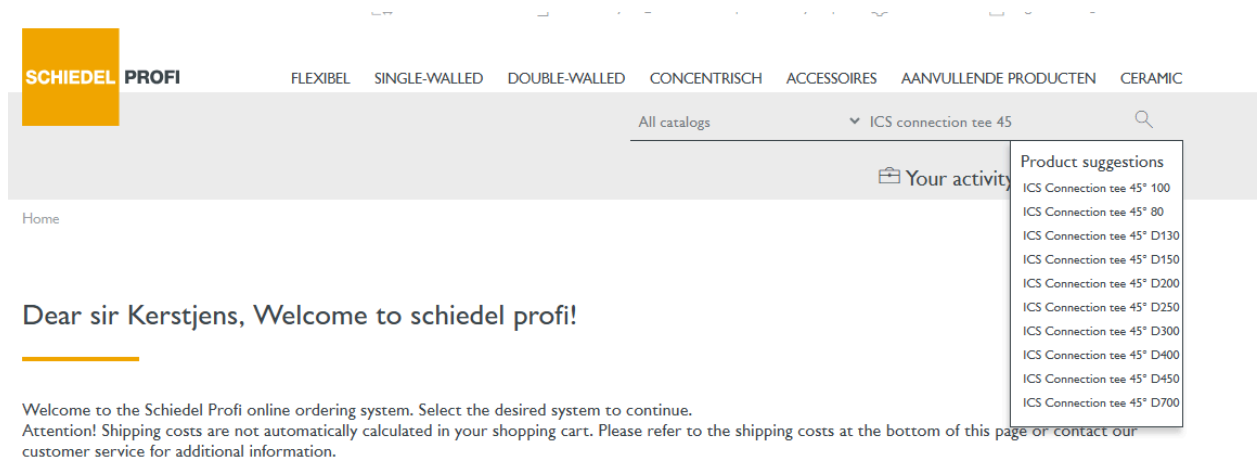 SCHIEDEL PROFI
FLEXIBEL SINGLE-WALLED DOUBLE-WALLED CONCENTRISCH ACCESSOIRES AANVULLENDE PRODUCTEN CERAMIC
All catalogs ICS connection tee 45
Your activity
Product suggestions
ICS Connection tee 45° 100
ICS Connection tee 45° 80
ICS Connection tee 45° D130
ICS Connection tee 45° D150
ICS Connection tee 45° D200
ICS Connection tee 45° D250
ICS Connection tee 45° D300
ICS Connection tee 45° D400
ICS Connection tee 45° D450
ICS Connection tee 45° D700
Home
Dear sir Kerstjens, Welcome to schiedel profi!
Welcome to the Schiedel Profi online ordering system. Select the desired system to continue.
Attention! Shipping costs are not automatically calculated in your shopping cart. Please refer to the shipping costs at the bottom of this page or contact our
customer service for additional information.